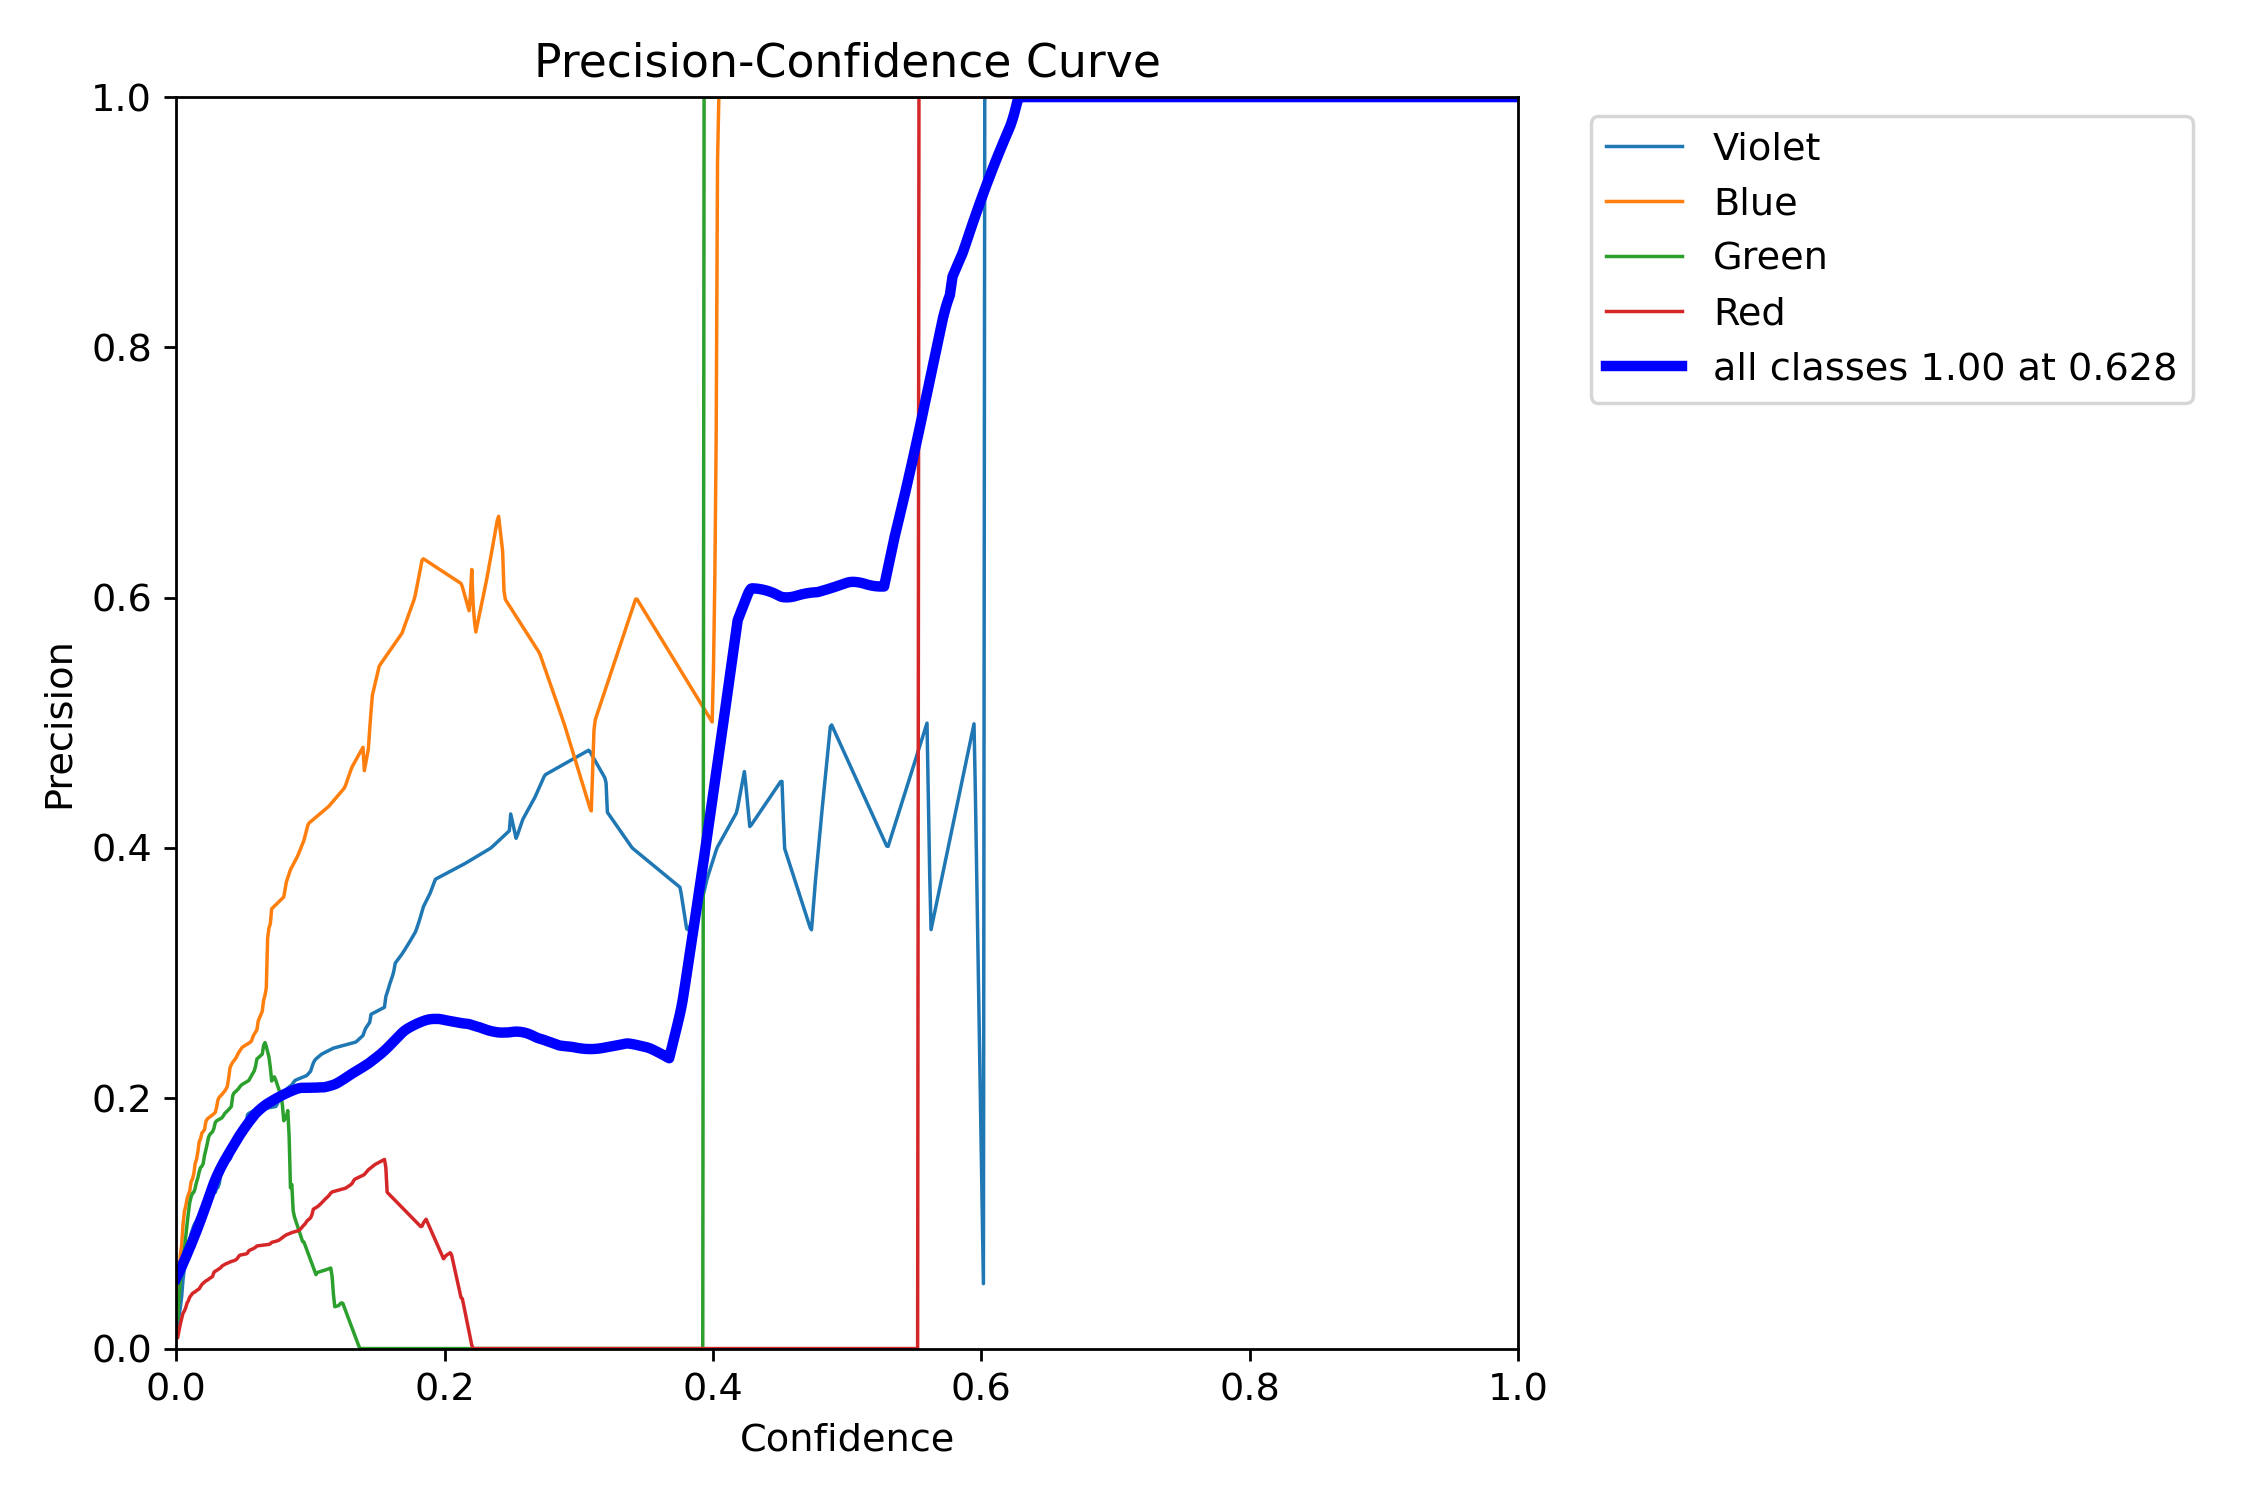 Precision-Confidence Curve
1.0
0.8
0.6
0.4
0.2
0.0
Precision
0.0 0.2 0.4 0.6 0.8 1.0
Confidence
Violet
Blue
Green
Red
all classes 1.00 at 0.628